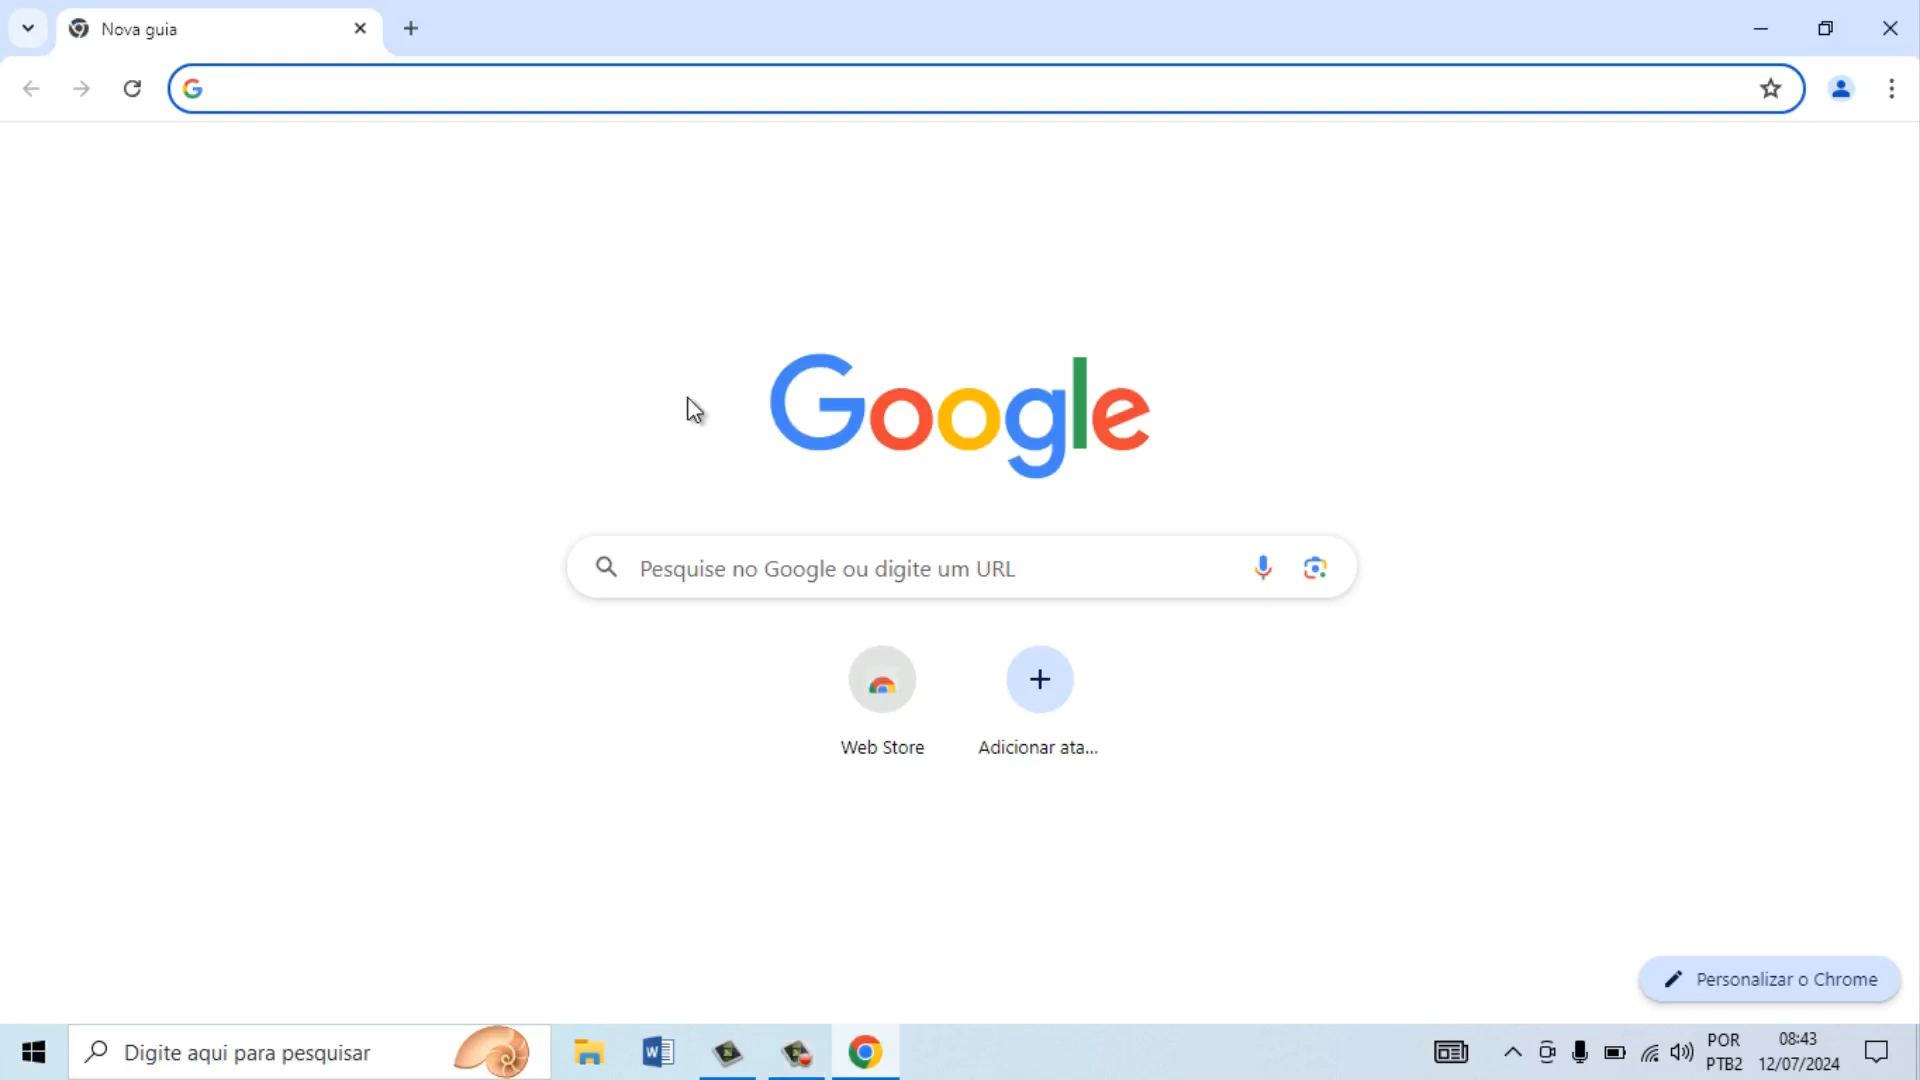 Nova guia
Google
Pesquise no Google ou digite um URL
Web Store
Adicionar ata...
Personalizar o Chrome
Digite aqui para pesquisar
POR
PTB2
08:43
12/07/2024